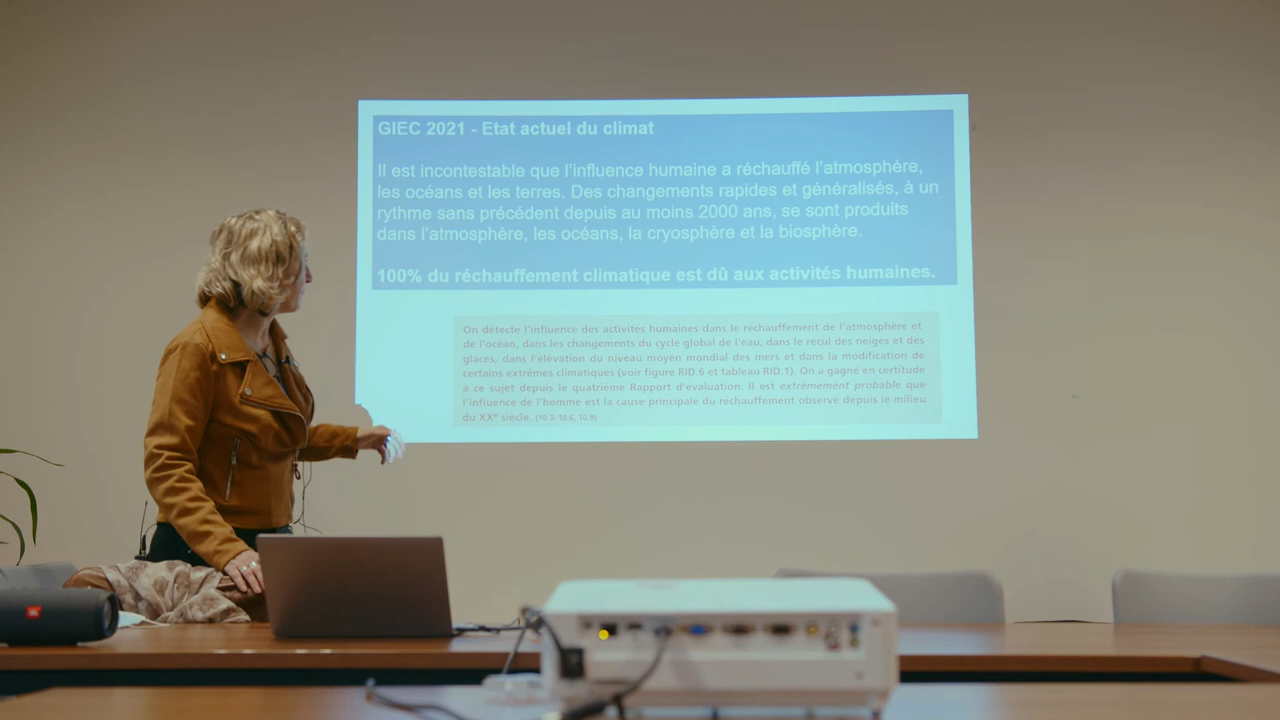 GIEC 2021 - Etat actuel du climat
Il est incontestable que l'influence humaine a réchauffé l'atmosphère,
les océans et les terres. Des changements rapides et généralisés, à un
rythme sans précédent depuis au moins 2000 ans, se sont produits
dans l'atmosphère, les océans, la cryosphère et la biosphère.
100% du réchauffement climatique est dû aux activités humaines.
On détecte l'influence des activités humaines dans le réchauffement de l'atmosphère et
de l'océan, dans les changements du cycle global de l'eau, dans le recul des neiges et des
glaces, dans l'élévation du niveau moyen mondial des mers et dans la modification de
certains extrêmes climatiques (voir figure RID.6 et tableau RID.1). On a gagné en certitude
à ce sujet depuis le quatrième Rapport d'évaluation. Il est extrêmement probable que
l'influence de l'homme est la cause principale du réchauffement observé depuis le milieu
du XXe siècle. (10.3–10.6, 10.9)
JBL